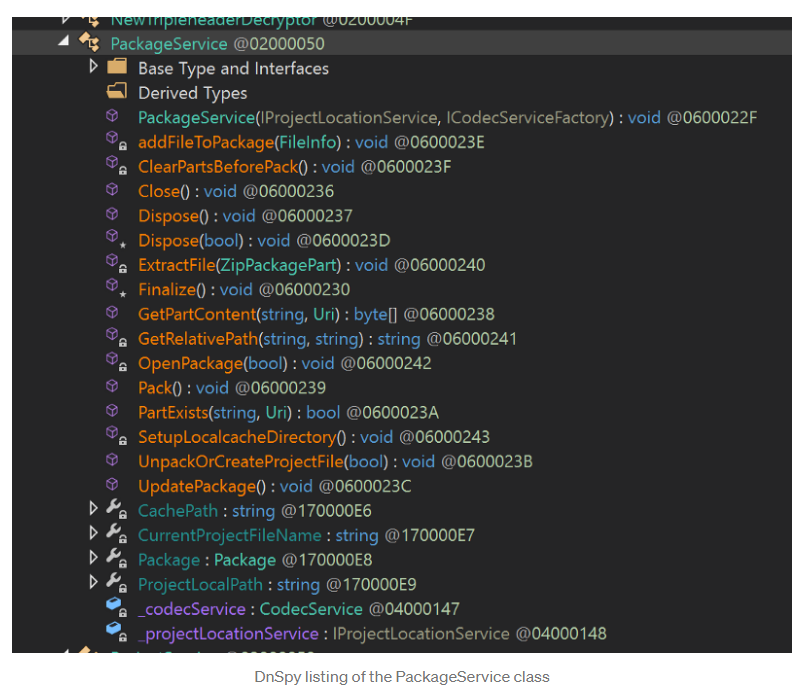 NewTripleHeaderDecryptor @0200004F
PackageService @02000050
Base Type and Interfaces
Derived Types
PackageService(IProjectLocationService, ICodecServiceFactory) : void @0600022F
addFileToPackage(FileInfo) : void @0600023E
ClearPartsBeforePack() : void @0600023F
Close() : void @06000236
Dispose() : void @06000237
Dispose(bool) : void @0600023D
ExtractFile(ZipPackagePart) : void @06000240
Finalize() : void @06000230
GetPartContent(string, Uri) : byte[] @06000238
GetRelativePath(string, string) : string @06000241
OpenPackage(bool) : void @06000242
Pack() : void @06000239
PartExists(string, Uri) : bool @0600023A
SetupLocalcacheDirectory() : void @06000243
UnpackOrCreateProjectFile(bool) : void @0600023B
UpdatePackage() : void @0600023C
CachePath : string @170000E6
CurrentProjectFileName : string @170000E7
Package : Package @170000E8
ProjectLocalPath : string @170000E9
_codecService : CodecService @04000147
_projectLocationService : IProjectLocationService @04000148
DnSpy listing of the PackageService class